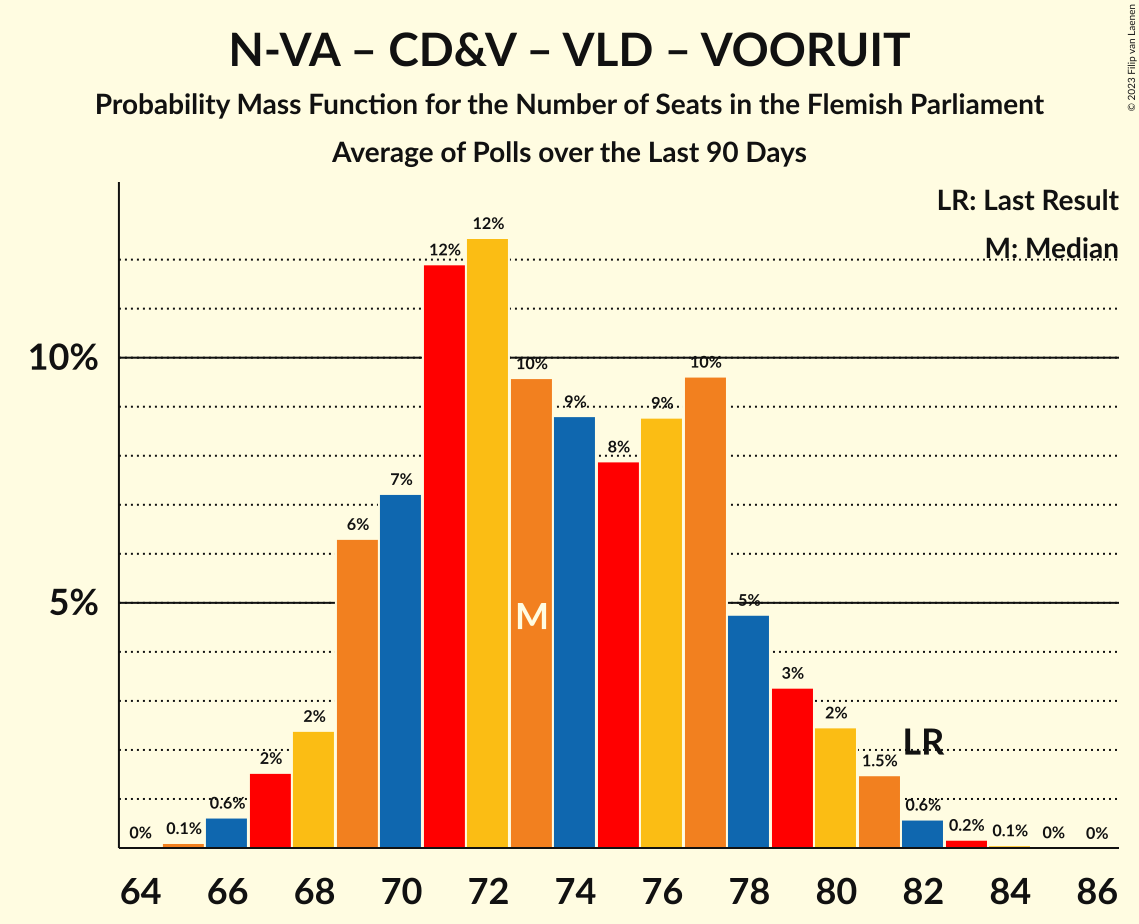 N-VA – CD&V – VLD – VOORUIT
Probability Mass Function for the Number of Seats in the Flemish Parliament
Average of Polls over the Last 90 Days
© 2023 Filip van Laenen
LR: Last Result
M: Median
10%
5%
0%
0.1%
0.6%
2%
2%
6%
7%
12%
12%
10%
9%
8%
9%
10%
5%
3%
2%
1.5%
0.6%
0.2%
0.1%
0%
0%
M
LR
64 66 68 70 72 74 76 78 80 82 84 86